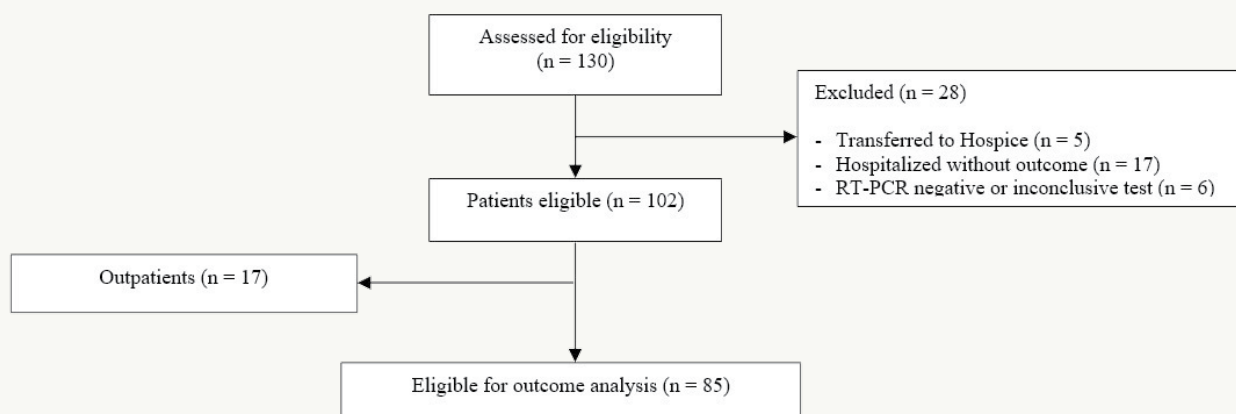 Assessed for eligibility
(n = 130)
Excluded (n = 28)
- Transferred to Hospice (n = 5)
- Hospitalized without outcome (n = 17)
- RT-PCR negative or inconclusive test (n = 6)
Patients eligible (n = 102)
Outpatients (n = 17)
Eligible for outcome analysis (n = 85)